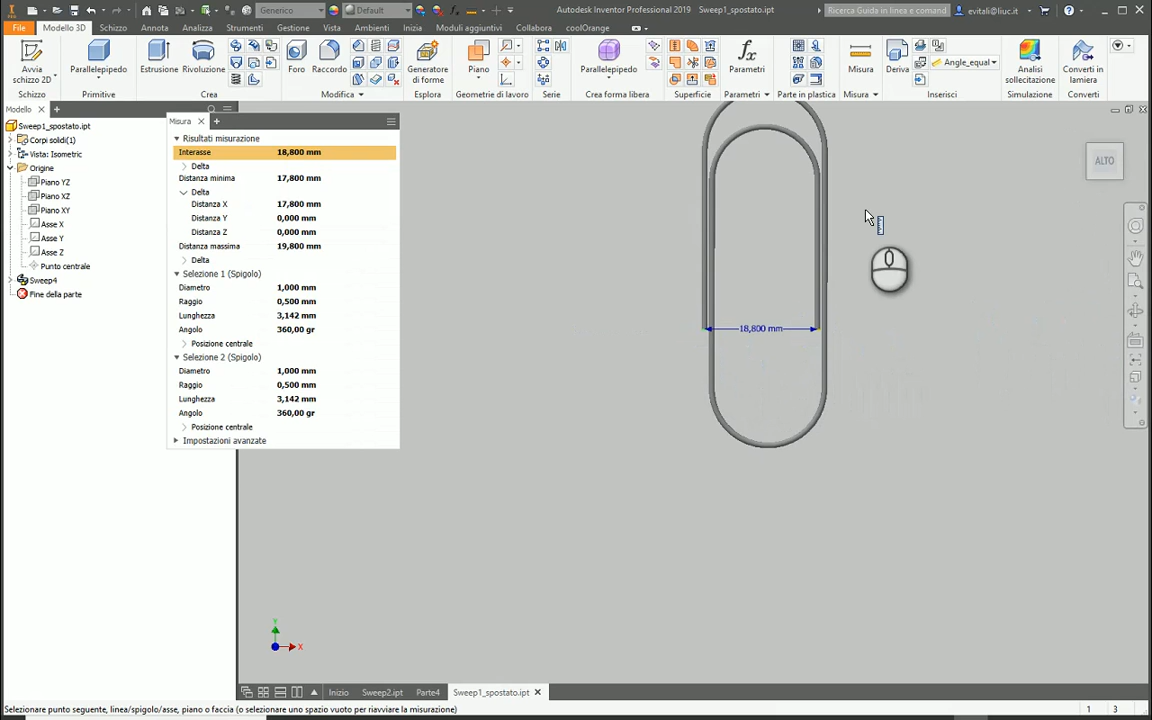 Generico
Default
Autodesk Inventor Professional 2019 Sweep1_spostato.ipt
Ricerca Guida in linea e comand
evitali@liuc.it
File
Modello 3D
Schizzo
Annota
Analizza
Strumenti
Gestione
Vista
Ambienti
Inizia
Moduli aggiuntivi
Collabora
coolOrange
Avvia
schizzo 2D
Parallelepipedo
Estrusione
Rivoluzione
Foro
Raccordo
Generatore
di forme
Piano
Parallelepipedo
Parametri
Misura
Deriva
Angle_equal
Analisi
sollecitazione
Converti in
lamiera
Schizzo
Primitive
Crea
Modifica
Esplora
Geometrie di lavoro
Serie
Crea forma libera
Superficie
Parametri
Parte in plastica
Misura
Inserisci
Simulazione
Converti
Modello
Sweep1_spostato.ipt
Corpi solidi(1)
Vista: Isometric
Origine
Piano YZ
Piano XZ
Piano XY
Asse X
Asse Y
Asse Z
Punto centrale
Sweep4
Fine della parte
Misura
Risultati misurazione
Interasse 18,800 mm
Delta
Distanza minima 17,800 mm
Delta
Distanza X 17,800 mm
Distanza Y 0,000 mm
Distanza Z 0,000 mm
Distanza massima 19,800 mm
Delta
Selezione 1 (Spigolo)
Diametro 1,000 mm
Raggio 0,500 mm
Lunghezza 3,142 mm
Angolo 360,00 gr
Posizione centrale
Selezione 2 (Spigolo)
Diametro 1,000 mm
Raggio 0,500 mm
Lunghezza 3,142 mm
Angolo 360,00 gr
Posizione centrale
Impostazioni avanzate
ALTO
18,800 mm
Y
X
Inizio
Sweep2.ipt
Parte4
Sweep1_spostato.ipt
Selezionare punto seguente, linea/spigolo/asse, piano o faccia (o selezionare uno spazio vuoto per riavviare la misurazione)
1
3